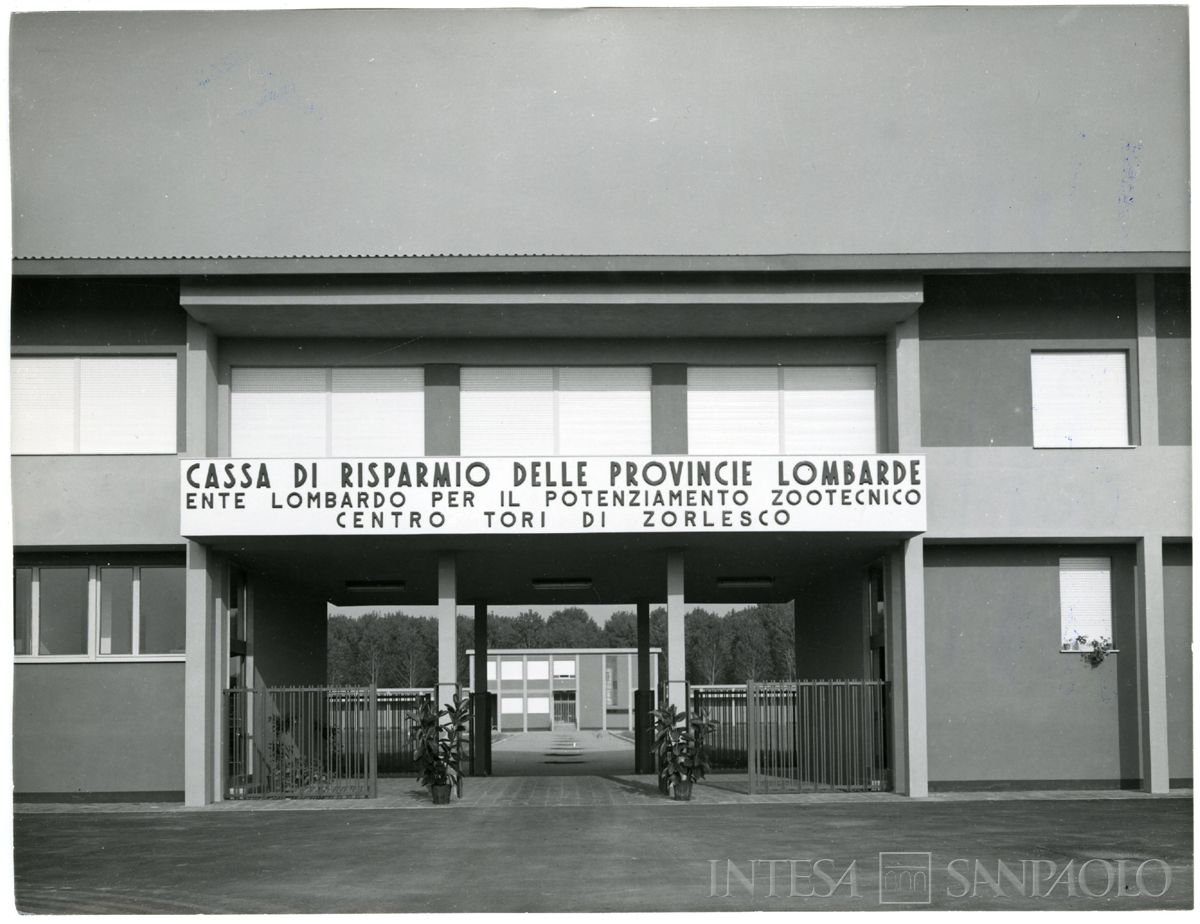 CASSA DI RISPARMIO DELLE PROVINCIE LOMBARDE
ENTE LOMBARDO PER IL POTENZIAMENTO ZOOTECNICO
CENTRO TORI DI ZORLESCO
INTESA SANPAOLO